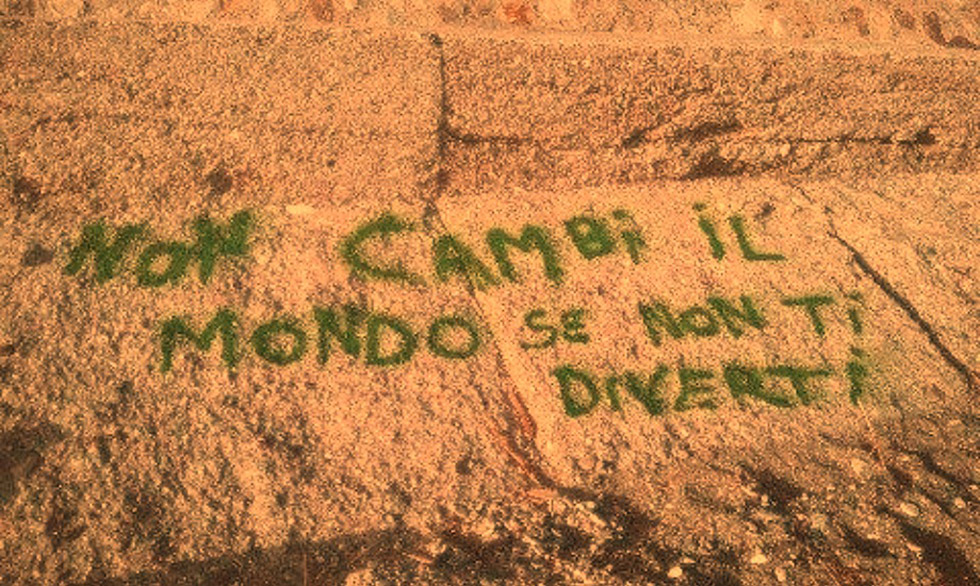 NON CAMBi iL
MONDO SE NON Ti
DiVERTi